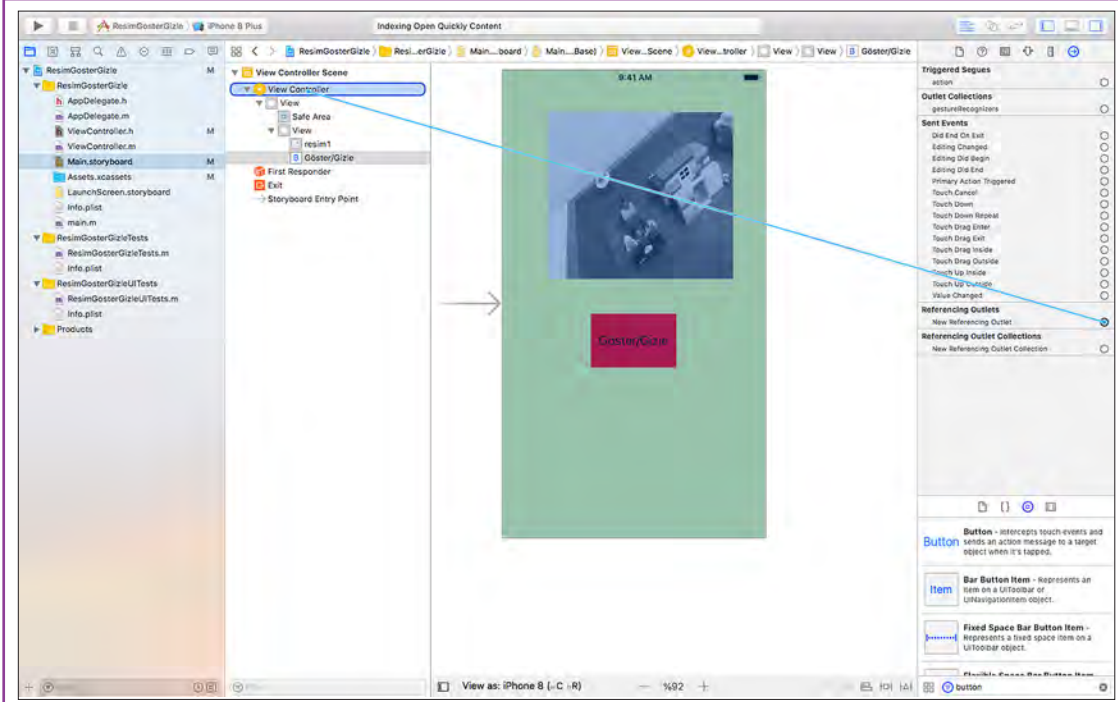 ResimGosterGizle iPhone 8 Plus
Indexing Open Quickly Content
ResimGosterGizle Resi...erGizle Main....board Main...Base) View...Scene View...troller View View B Göster/Gizle
ResimGosterGizle M
ResimGosterGizle
h AppDelegate.h
m AppDelegate.m
ViewController.h M
m ViewController.m
Main.storyboard M
Assets.xcassets M
LaunchScreen.storyboard
Info.plist
m main.m
ResimGosterGizleTests
m ResimGosterGizleTests.m
Info.plist
ResimGosterGizleUITests
m ResimGosterGizleUITests.m
Info.plist
Products
View Controller Scene
View Controller
View
Safe Area
View
resim1
B Göster/Gizle
First Responder
Exit
Storyboard Entry Point
9:41 AM
Göster/Gizle
Triggered Segues
action
Outlet Collections
gestureRecognizers
Sent Events
Did End On Exit
Editing Changed
Editing Did Begin
Editing Did End
Primary Action Triggered
Touch Cancel
Touch Down
Touch Down Repeat
Touch Drag Enter
Touch Drag Exit
Touch Drag Inside
Touch Drag Outside
Touch Up Inside
Touch Up Outside
Value Changed
Referencing Outlets
New Referencing Outlet
Referencing Outlet Collections
New Referencing Outlet Collection
Button
Button - Intercepts touch events and
sends an action message to a target
object when it's tapped.
Item
Bar Button Item - Represents an
item on a UIToolbar or
UINavigationItem object.
Fixed Space Bar Button Item -
Represents a fixed space item on a
UIToolbar object.
Flexible Space Bar Button Item
View as: iPhone 8 (
C
R)
%92
button